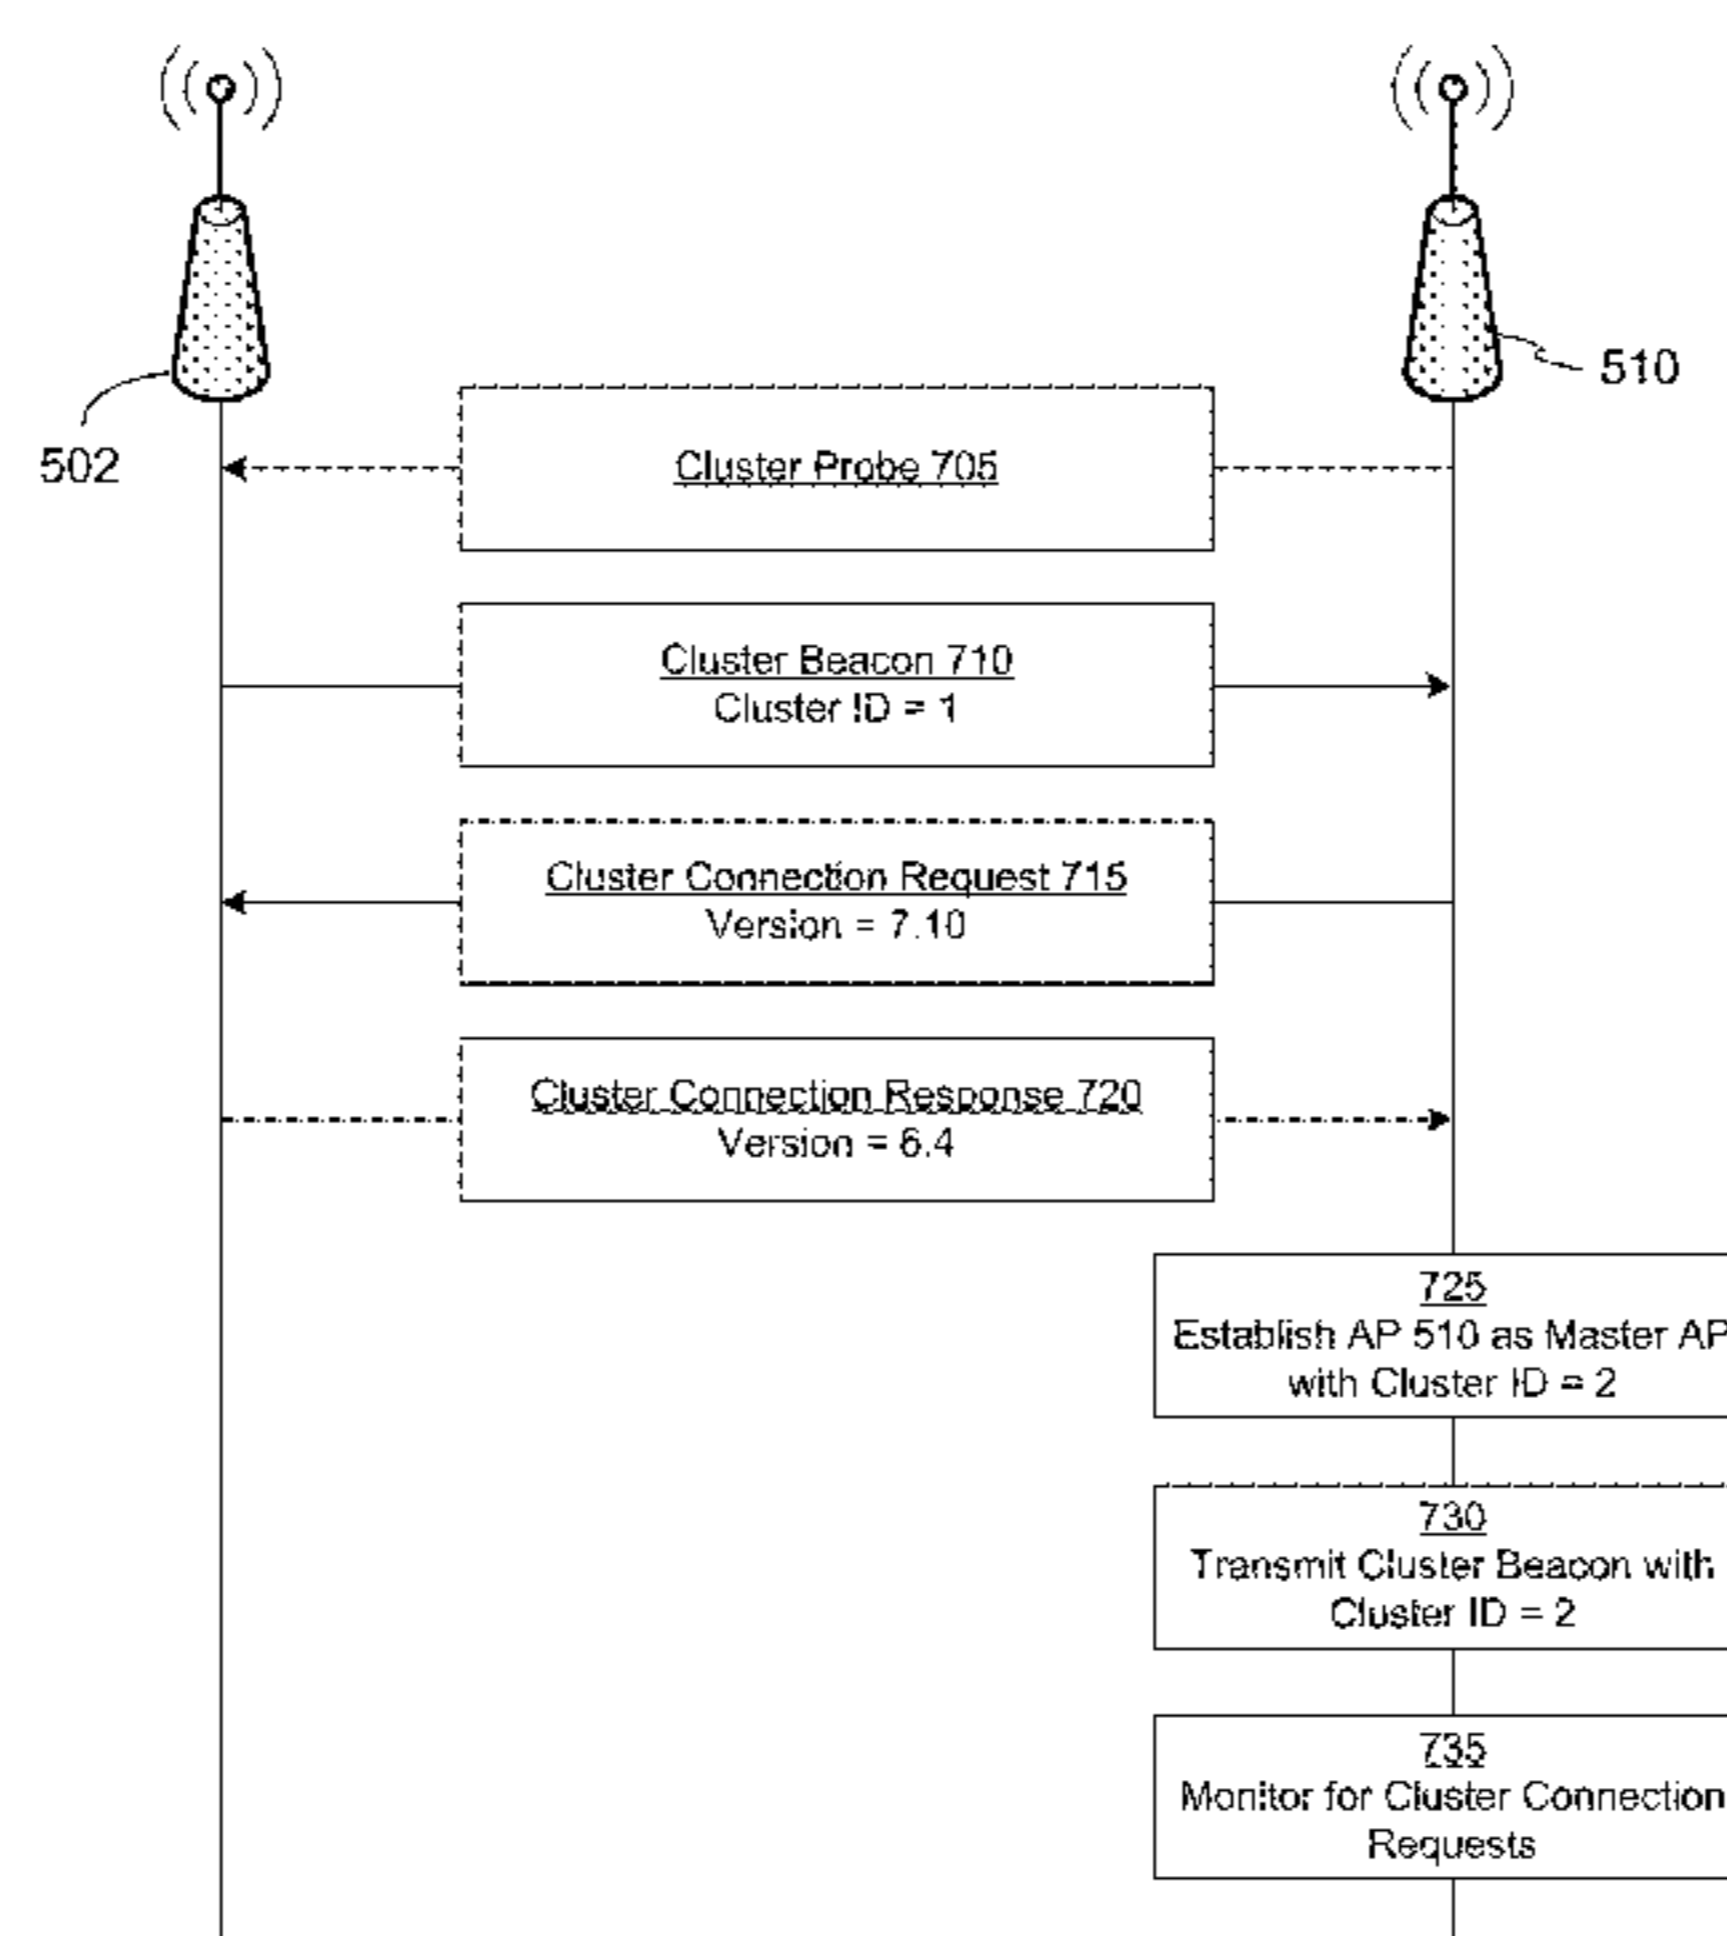 510
502
Cluster Probe 705
Cluster Beacon 710
Cluster ID = 1
Cluster Connection Request 715
Version = 7.10
Cluster Connection Response 720
Version = 6.4
725
Establish AP 510 as Master AP
with Cluster ID = 2
730
Transmit Cluster Beacon with
Cluster ID = 2
735
Monitor for Cluster Connection
Requests